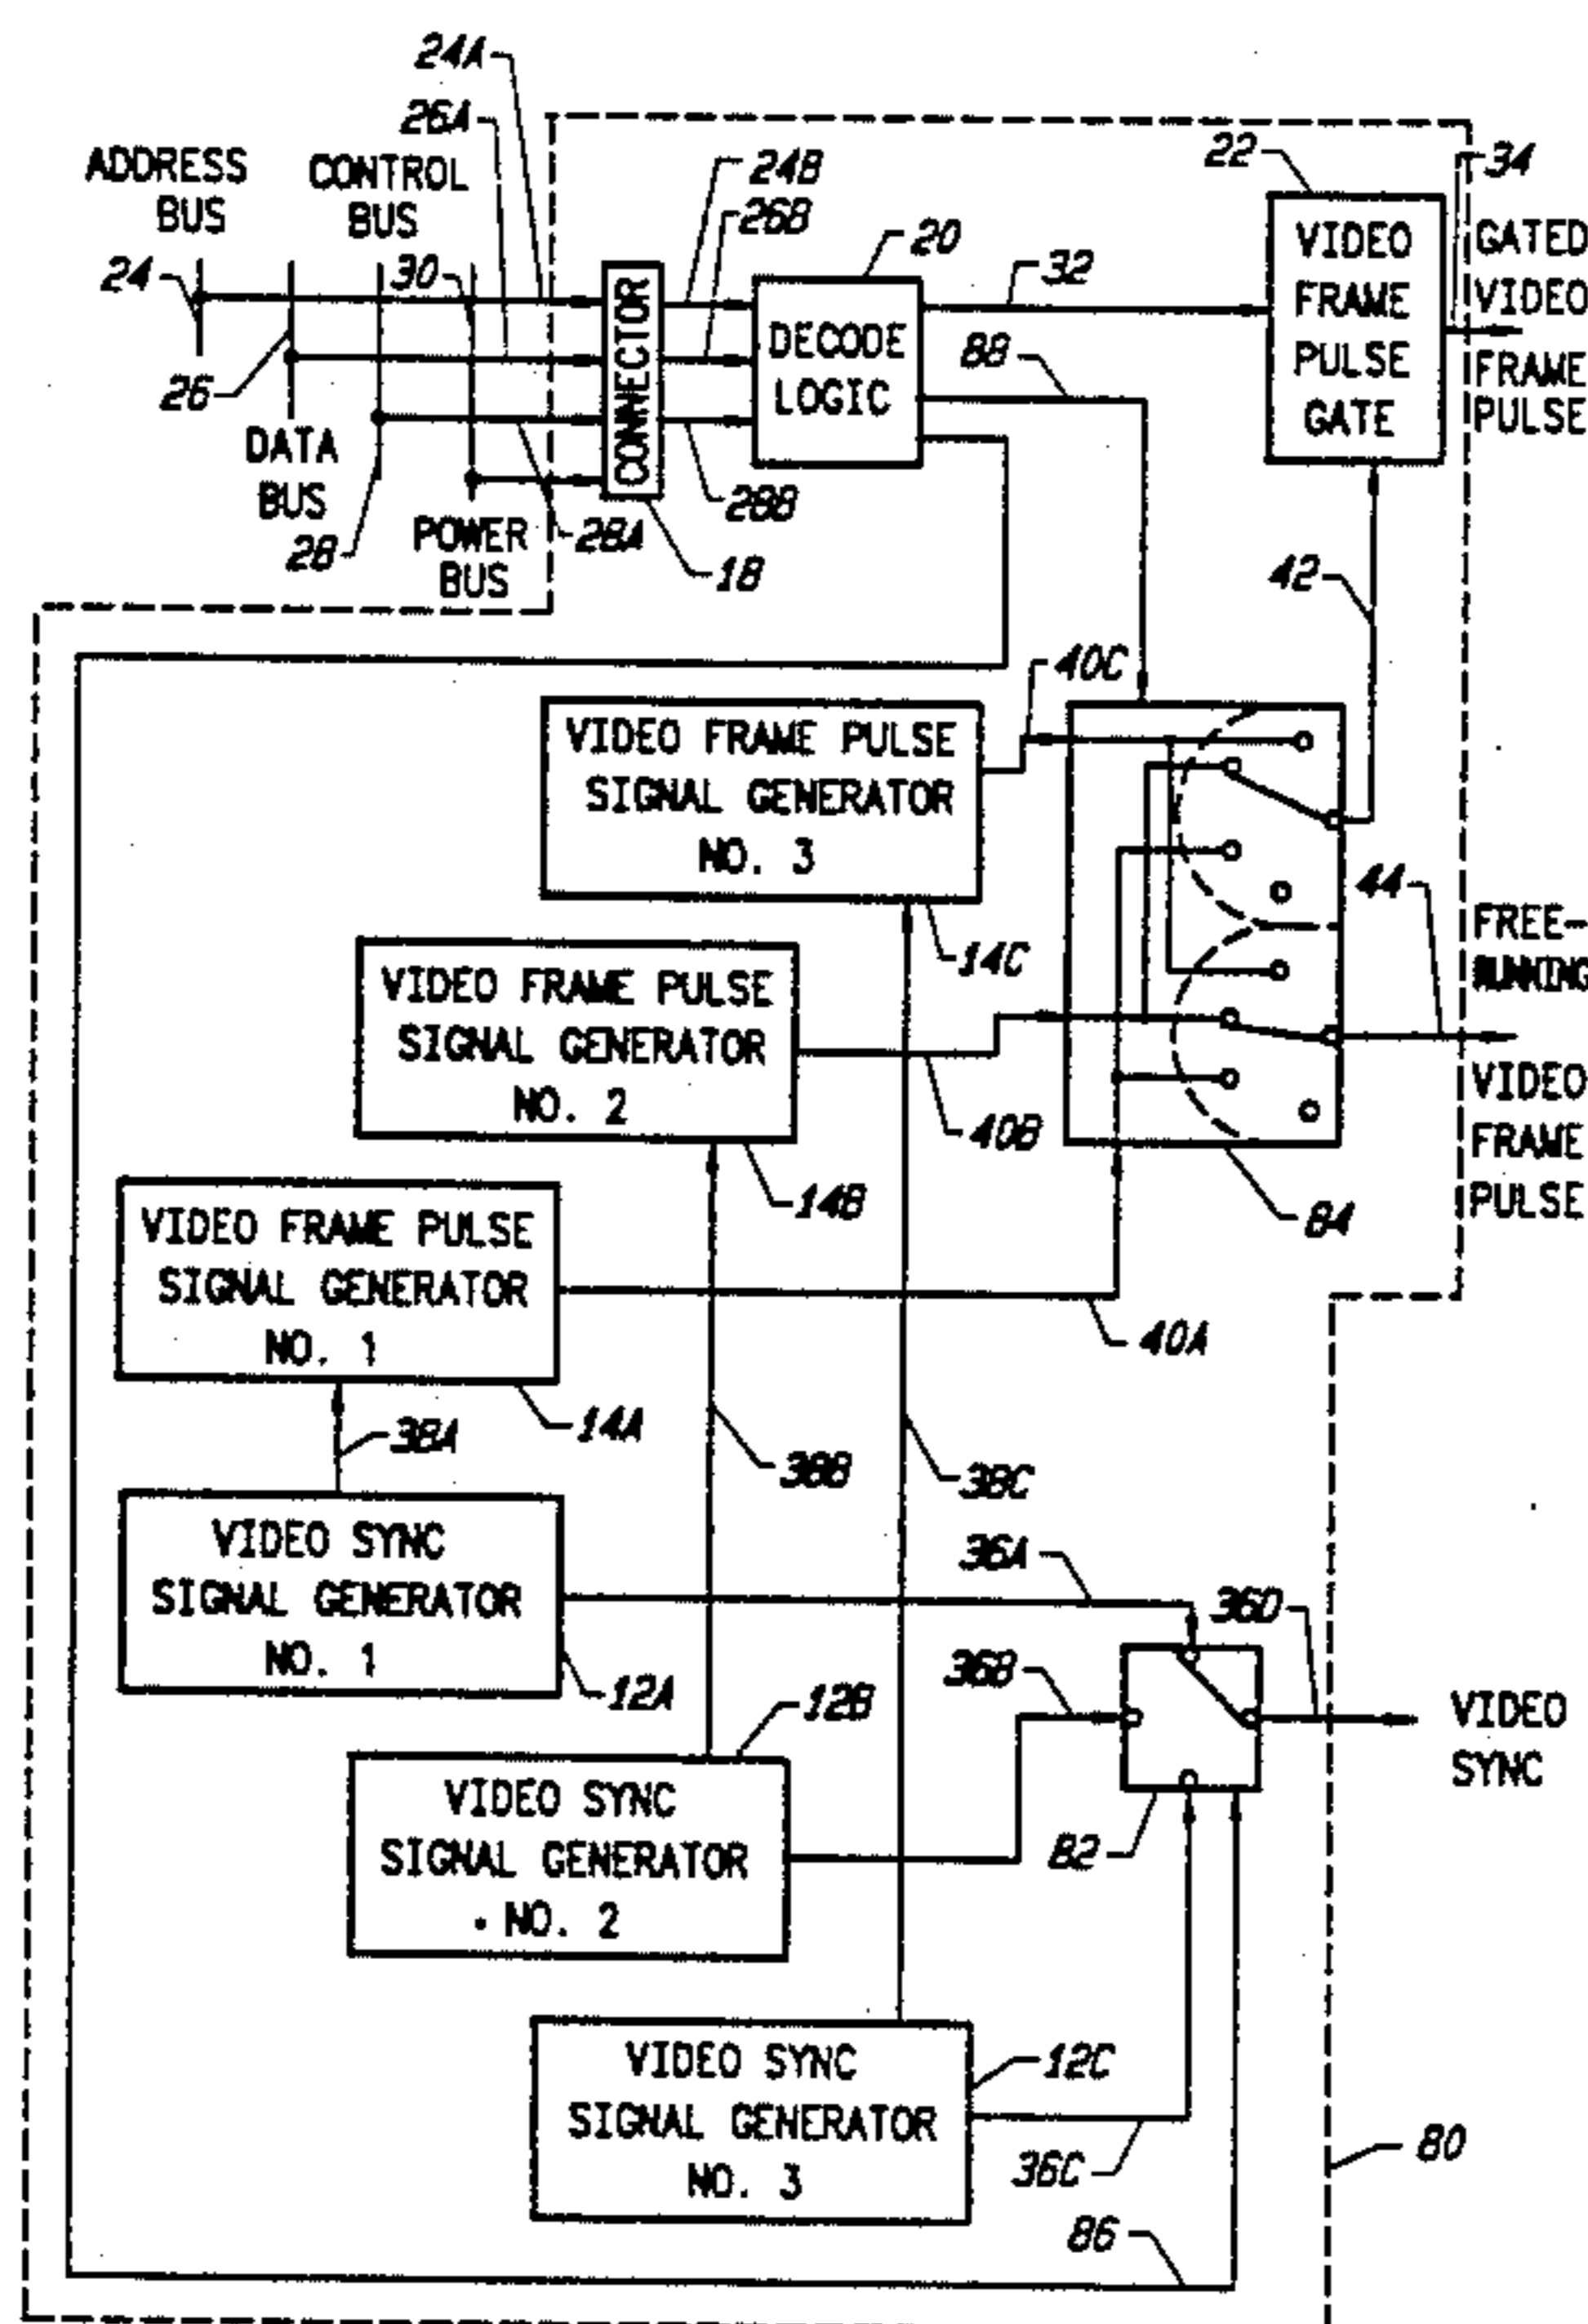 24A
26A
ADDRESS
BUS
CONTROL
BUS
24B
26B
22
34
24
30
20
32
CONNECTOR
DECODE
LOGIC
88
VIDEO
FRAME
PULSE
GATE
GATED
VIDEO
FRAME
PULSE
26
DATA
BUS
28
POWER
BUS
28A
28B
18
42
40C
VIDEO FRAME PULSE
SIGNAL GENERATOR
NO. 3
44
14C
FREE-
RUNNING
VIDEO
FRAME
PULSE
VIDEO FRAME PULSE
SIGNAL GENERATOR
NO. 2
40B
14B
84
VIDEO FRAME PULSE
SIGNAL GENERATOR
NO. 1
40A
14A
38A
38B
38C
VIDEO SYNC
SIGNAL GENERATOR
NO. 1
36A
36D
12A
12B
36B
VIDEO
SYNC
VIDEO SYNC
SIGNAL GENERATOR
NO. 2
82
VIDEO SYNC
SIGNAL GENERATOR
NO. 3
12C
36C
80
86